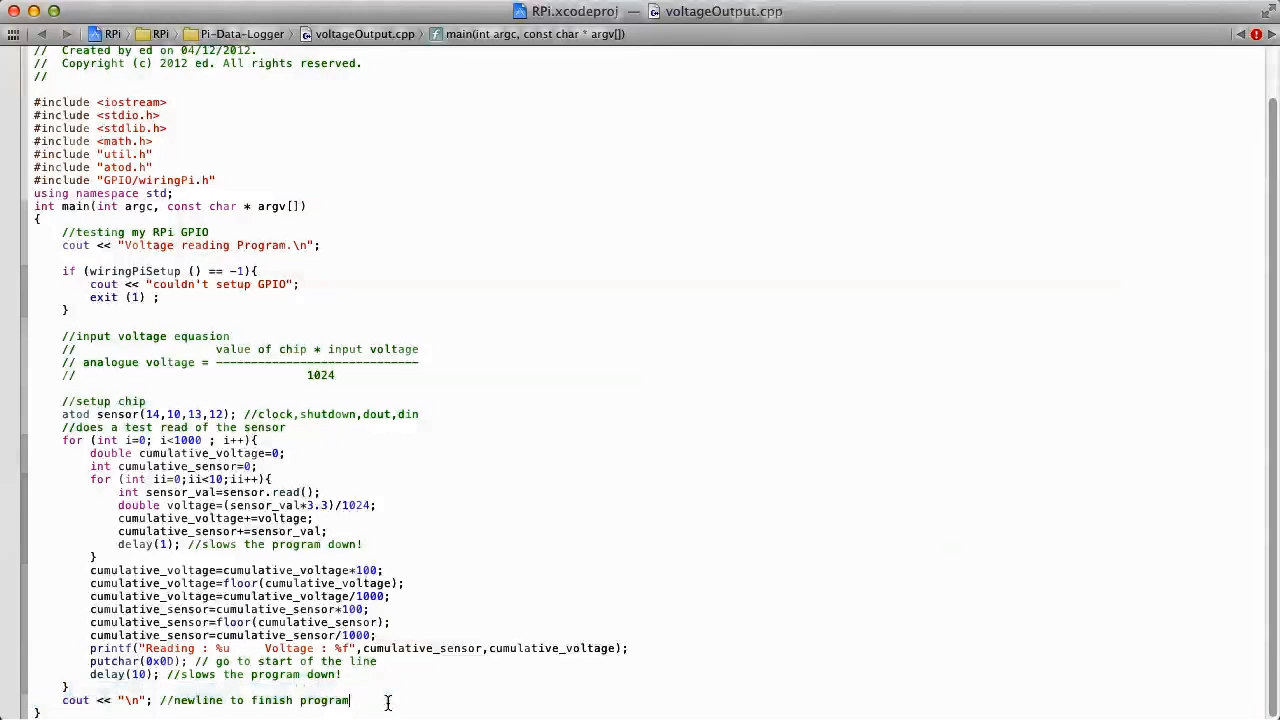 RPi.xcodeproj — voltageOutput.cpp
RPi RPi Pi-Data-Logger voltageOutput.cpp main(int argc, const char * argv[])
//  Created by ed on 04/12/2012.
//  Copyright (c) 2012 ed. All rights reserved.
//
#include <iostream>
#include <stdio.h>
#include <stdlib.h>
#include <math.h>
#include "util.h"
#include "atod.h"
#include "GPIO/wiringPi.h"
using namespace std;
int main(int argc, const char * argv[])
{
    //testing my RPi GPIO
    cout << "Voltage reading Program.\n";
    if (wiringPiSetup () == -1){
        cout << "couldn't setup GPIO";
        exit (1) ;
    }
    //input voltage equasion
    //                    value of chip * input voltage
    // analogue voltage = -----------------------------
    //                                 1024
    //setup chip
    atod sensor(14,10,13,12); //clock,shutdown,dout,din
    //does a test read of the sensor
    for (int i=0; i<1000 ; i++){
        double cumulative_voltage=0;
        int cumulative_sensor=0;
        for (int ii=0;ii<10;ii++){
            int sensor_val=sensor.read();
            double voltage=(sensor_val*3.3)/1024;
            cumulative_voltage+=voltage;
            cumulative_sensor+=sensor_val;
            delay(1); //slows the program down!
        }
        cumulative_voltage=cumulative_voltage*100;
        cumulative_voltage=floor(cumulative_voltage);
        cumulative_voltage=cumulative_voltage/1000;
        cumulative_sensor=cumulative_sensor*100;
        cumulative_sensor=floor(cumulative_sensor);
        cumulative_sensor=cumulative_sensor/1000;
        printf("Reading : %u     Voltage : %f",cumulative_sensor,cumulative_voltage);
        putchar(0x0D); // go to start of the line
        delay(10); //slows the program down!
    }
    cout << "\n"; //newline to finish program
}